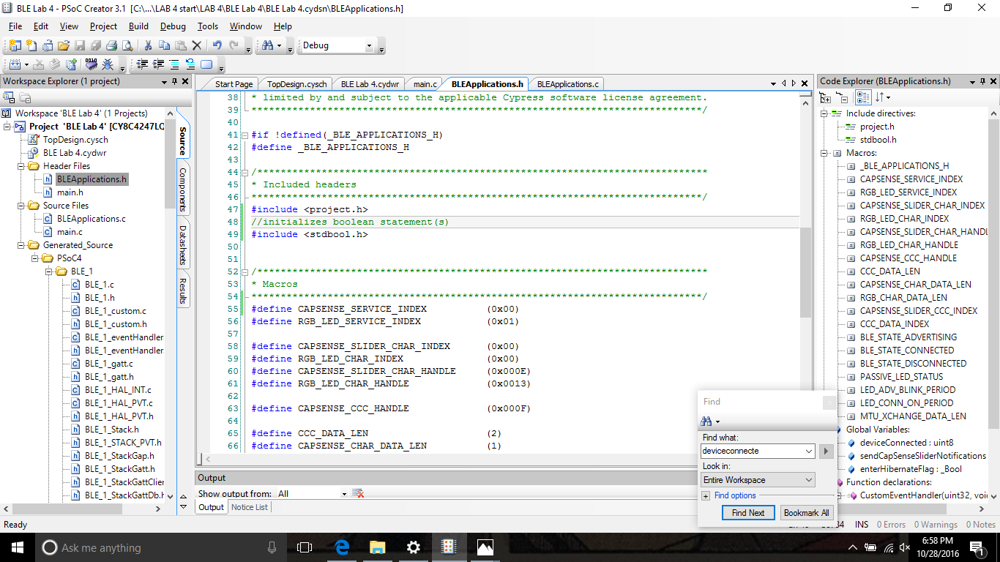 BLE Lab 4 - PSoC Creator 3.1 [C:\...\LAB 4 start\LAB 4\BLE Lab 4\BLE Lab 4.cydsn\BLEApplications.h]
File Edit View Project Build Debug Tools Window Help
Debug
Workspace Explorer (1 project)
Workspace 'BLE Lab 4' (1 Projects)
Project 'BLE Lab 4' [CY8C4247LQ
TopDesign.cysch
BLE Lab 4.cydwr
Header Files
BLEApplications.h
main.h
Source Files
BLEApplications.c
main.c
Generated_Source
PSoC4
BLE_1
BLE_1.c
BLE_1.h
BLE_1_custom.c
BLE_1_custom.h
BLE_1_eventHandler
BLE_1_eventHandler
BLE_1_gatt.c
BLE_1_gatt.h
BLE_1_HAL_INT.c
BLE_1_HAL_PVT.c
BLE_1_HAL_PVT.h
BLE_1_Stack.h
BLE_1_STACK_PVT.h
BLE_1_StackGap.h
BLE_1_StackGatt.h
BLE_1_StackGattClier
BLE_1_StackGattDb.h
Source
Components
Datasheets
Results
Start Page TopDesign.cysch BLE Lab 4.cydwr main.c BLEApplications.h BLEApplications.c
38 * limited by and subject to the applicable Cypress software license agreement.
39 *****************************************************************************/
40
41 #if !defined(_BLE_APPLICATIONS_H)
42 #define _BLE_APPLICATIONS_H
43
44 /*****************************************************************************
45 * Included headers
46 *****************************************************************************/
47 #include <project.h>
48 //initializes boolean statement(s)
49 #include <stdbool.h>
50
51
52 /*****************************************************************************
53 * Macros
54 *****************************************************************************/
55 #define CAPSENSE_SERVICE_INDEX (0x00)
56 #define RGB_LED_SERVICE_INDEX (0x01)
57
58 #define CAPSENSE_SLIDER_CHAR_INDEX (0x00)
59 #define RGB_LED_CHAR_INDEX (0x00)
60 #define CAPSENSE_SLIDER_CHAR_HANDLE (0x000E)
61 #define RGB_LED_CHAR_HANDLE (0x0013)
62
63 #define CAPSENSE_CCC_HANDLE (0x000F)
64
65 #define CCC_DATA_LEN (2)
66 #define CAPSENSE_CHAR_DATA_LEN (1)
Output
Show output from: All
Output Notice List
Code Explorer (BLEApplications.h)
Include directives:
project.h
stdbool.h
Macros:
_BLE_APPLICATIONS_H
CAPSENSE_SERVICE_INDEX
RGB_LED_SERVICE_INDEX
CAPSENSE_SLIDER_CHAR_INDEX
RGB_LED_CHAR_INDEX
CAPSENSE_SLIDER_CHAR_HANDL
RGB_LED_CHAR_HANDLE
CAPSENSE_CCC_HANDLE
CCC_DATA_LEN
CAPSENSE_CHAR_DATA_LEN
RGB_CHAR_DATA_LEN
CAPSENSE_SLIDER_CCC_INDEX
CCC_DATA_INDEX
BLE_STATE_ADVERTISING
BLE_STATE_CONNECTED
BLE_STATE_DISCONNECTED
PASSIVE_LED_STATUS
LED_ADV_BLINK_PERIOD
LED_CONN_ON_PERIOD
MTU_XCHANGE_DATA_LEN
Global Variables:
deviceConnected : uint8
sendCapSenseSliderNotifications
enterHibernateFlag : _Bool
Function declarations:
CustomEventHandler(uint32, voi
Find
Find what:
deviceconnecte
Look in:
Entire Workspace
Find options
Find Next Bookmark All
Ready
INS 0 Errors 0 Warnings 0 Notes
Ask me anything
6:58 PM
10/28/2016
1